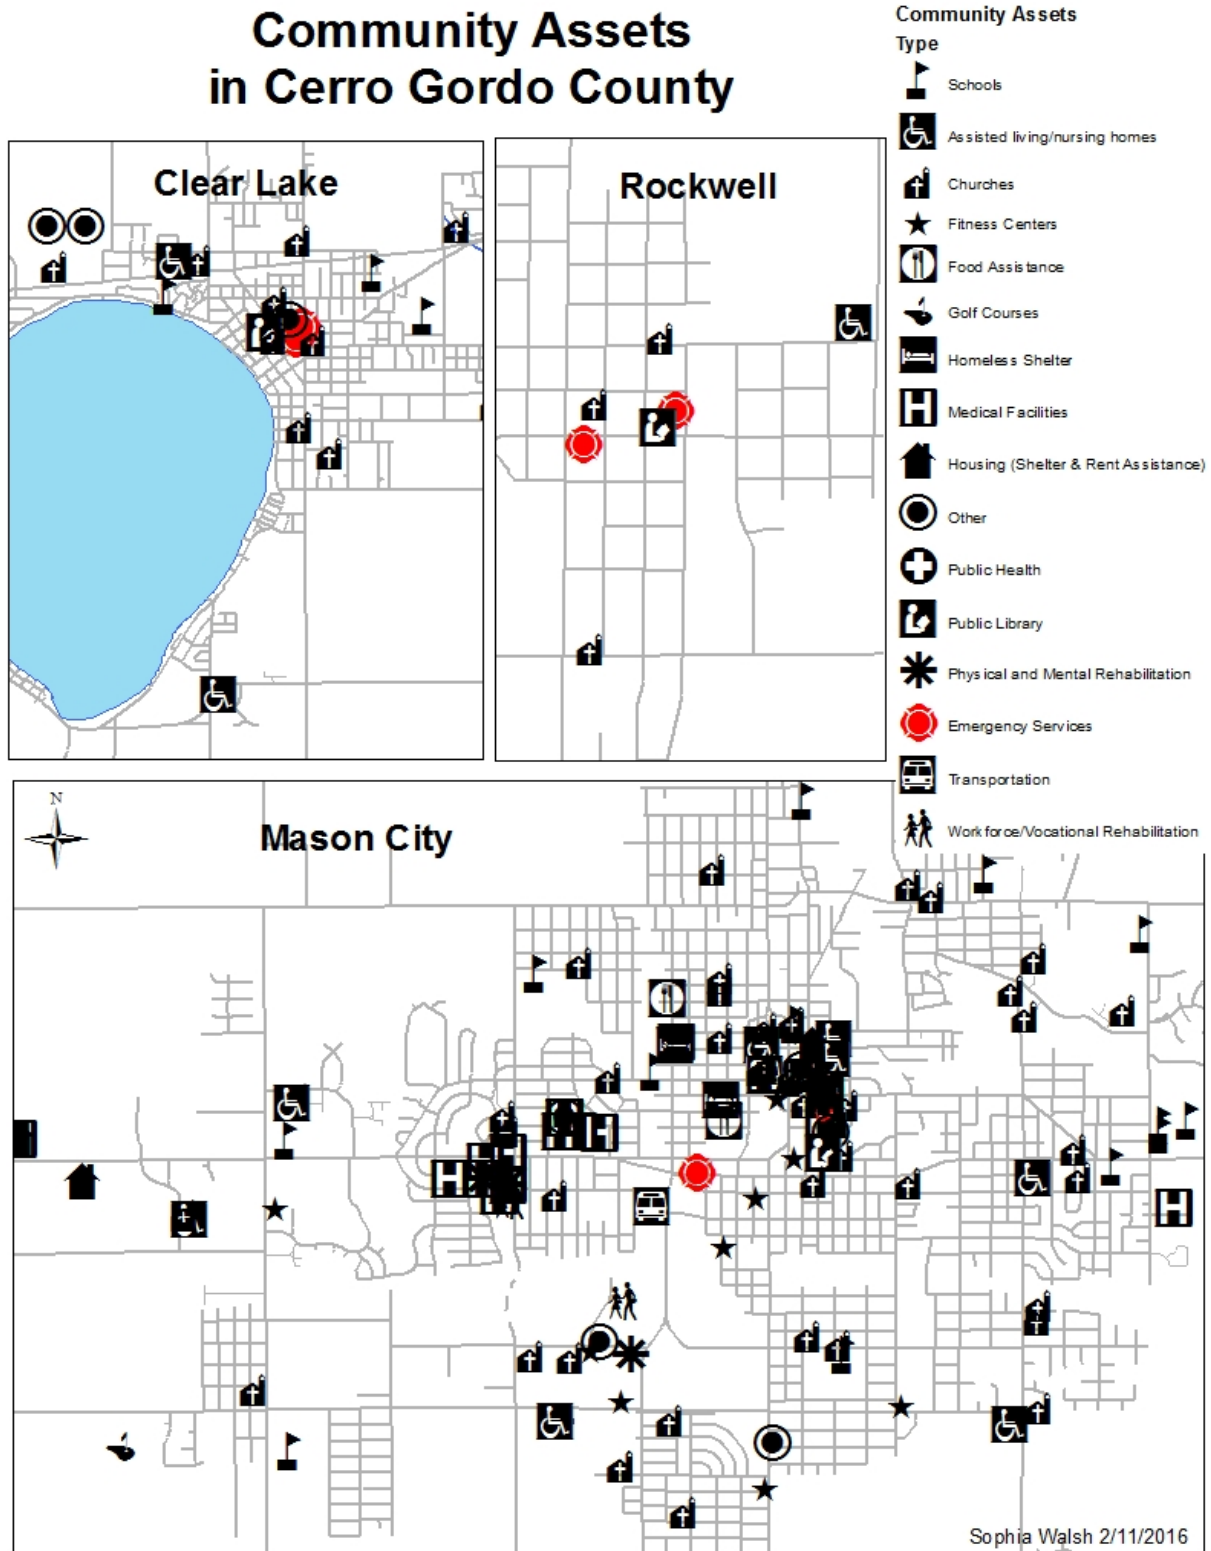 Community Assets
in Cerro Gordo County
Community Assets
Type
Schools
Assisted living/nursing homes
Churches
Fitness Centers
Food Assistance
Golf Courses
Homeless Shelter
Medical Facilities
Housing (Shelter & Rent Assistance)
Other
Public Health
Public Library
Physical and Mental Rehabilitation
Emergency Services
Transportation
Workforce/Vocational Rehabilitation
Clear Lake
Rockwell
N
Mason City
Sophia Walsh 2/11/2016